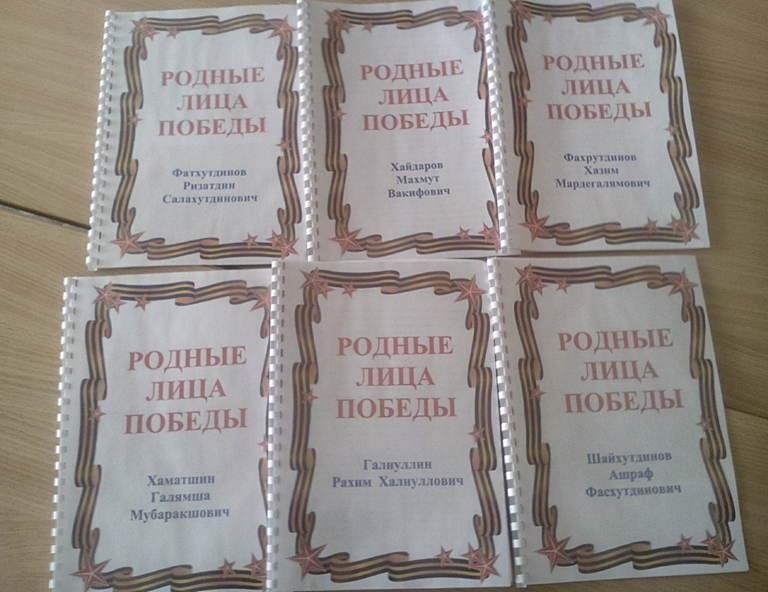 РОДНЫЕ
ЛИЦА
ПОБЕДЫ
Фатхутдинов
Ризатдин
Салахутдинович
РОДНЫЕ
ЛИЦА
ПОБЕДЫ
Хайдаров
Махмут
Вакифович
РОДНЫЕ
ЛИЦА
ПОБЕДЫ
Фахрутдинов
Хазим
Мардегалямович
РОДНЫЕ
ЛИЦА
ПОБЕДЫ
Хаматшин
Галямша
Мубаракшович
РОДНЫЕ
ЛИЦА
ПОБЕДЫ
Галиуллин
Рахим Халиуллович
РОДНЫЕ
ЛИЦА
ПОБЕДЫ
Шайхутдинов
Ашраф
Фасхутдинович